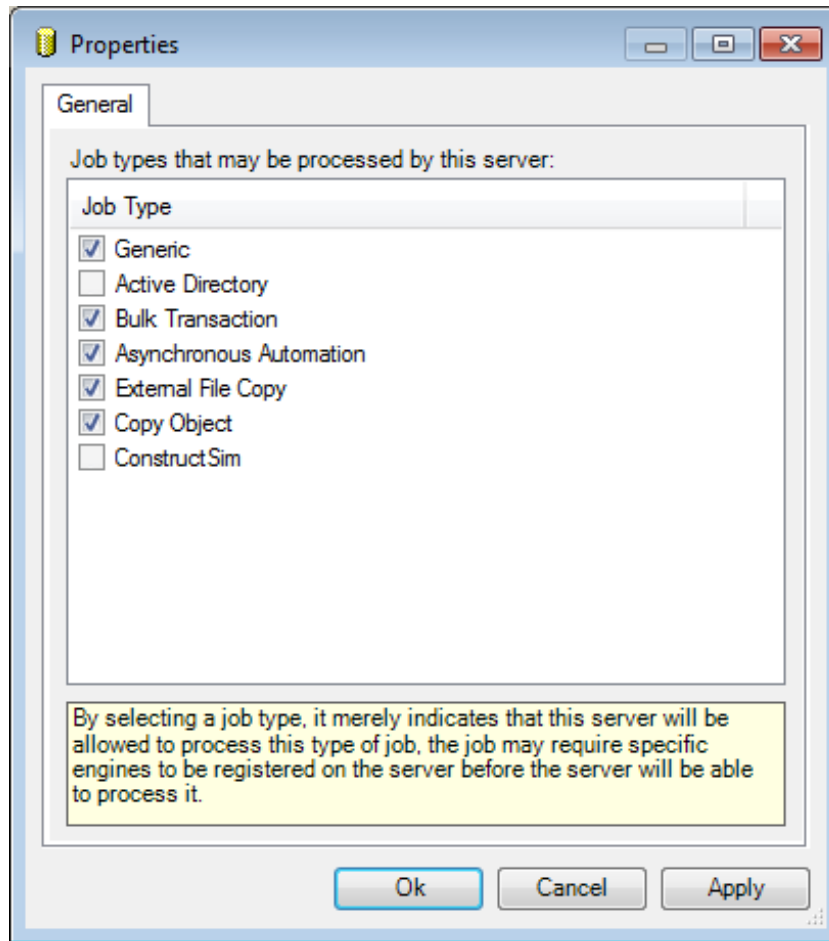 Properties
General
Job types that may be processed by this server:
Job Type
Generic
Active Directory
Bulk Transaction
Asynchronous Automation
External File Copy
Copy Object
ConstructSim
By selecting a job type, it merely indicates that this server will be
allowed to process this type of job, the job may require specific
engines to be registered on the server before the server will be able
to process it.
Ok Cancel Apply